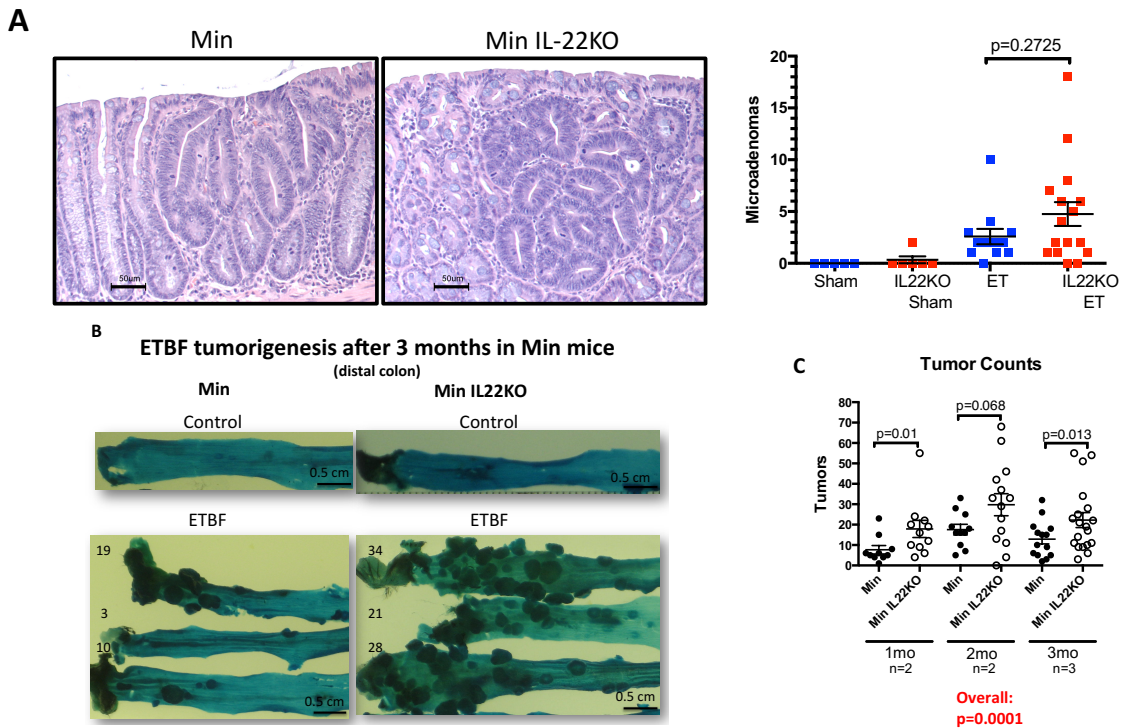 A
Min
Min IL-22KO
50um
50um
p=0.2725
Microadenomas
20
15
10
5
0
Sham
IL22KO
Sham
ET
IL22KO
ET
B
ETBF tumorigenesis after 3 months in Min mice
(distal colon)
Min
Min IL22KO
Control
Control
0.5 cm
0.5 cm
ETBF
ETBF
19
3
10
0.5 cm
34
21
28
0.5 cm
C
Tumor Counts
Tumors
80
70
60
50
40
30
20
10
0
p=0.01
p=0.068
p=0.013
Min
Min IL22KO
Min
Min IL22KO
Min
Min IL22KO
1mo
n=2
2mo
n=2
3mo
n=3
Overall:
p=0.0001